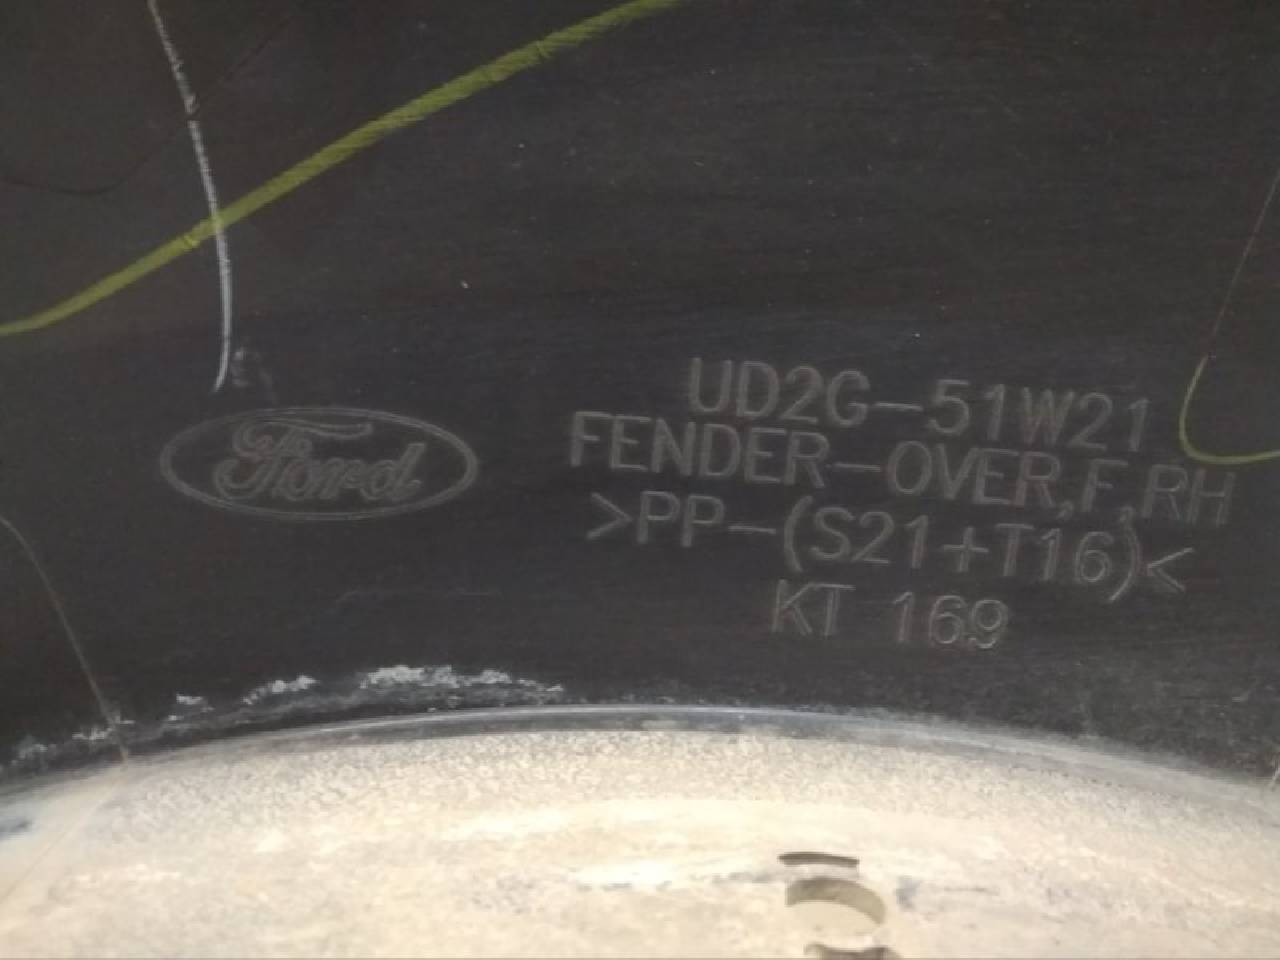 Ford
UD2G-51W21
FENDER-OVER,F,RH
>PP-(S21+T16)<
KT 169